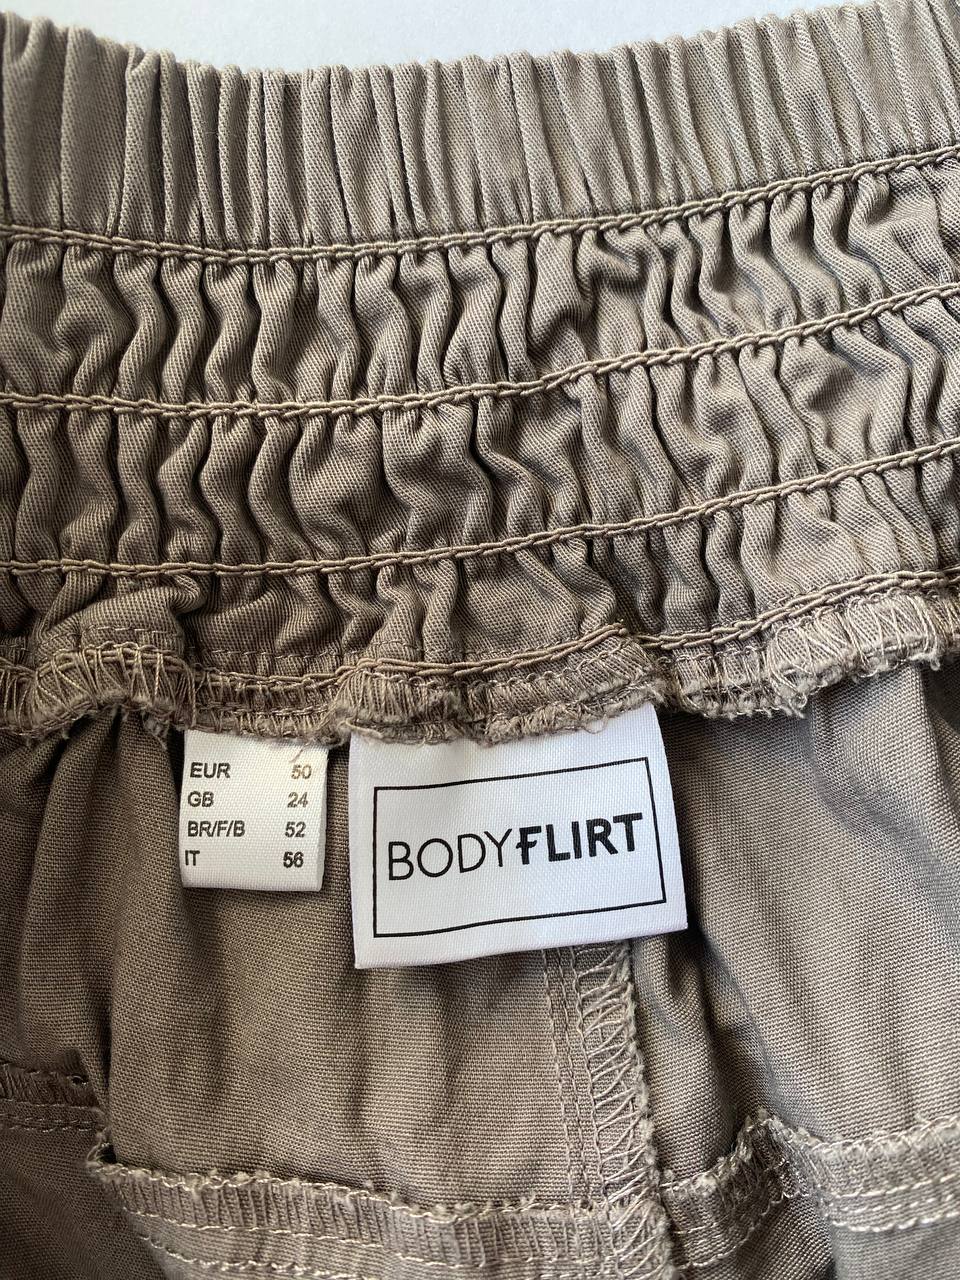 EUR 50
GB 24
BR/F/B 52
IT 56
BODYFLIRT